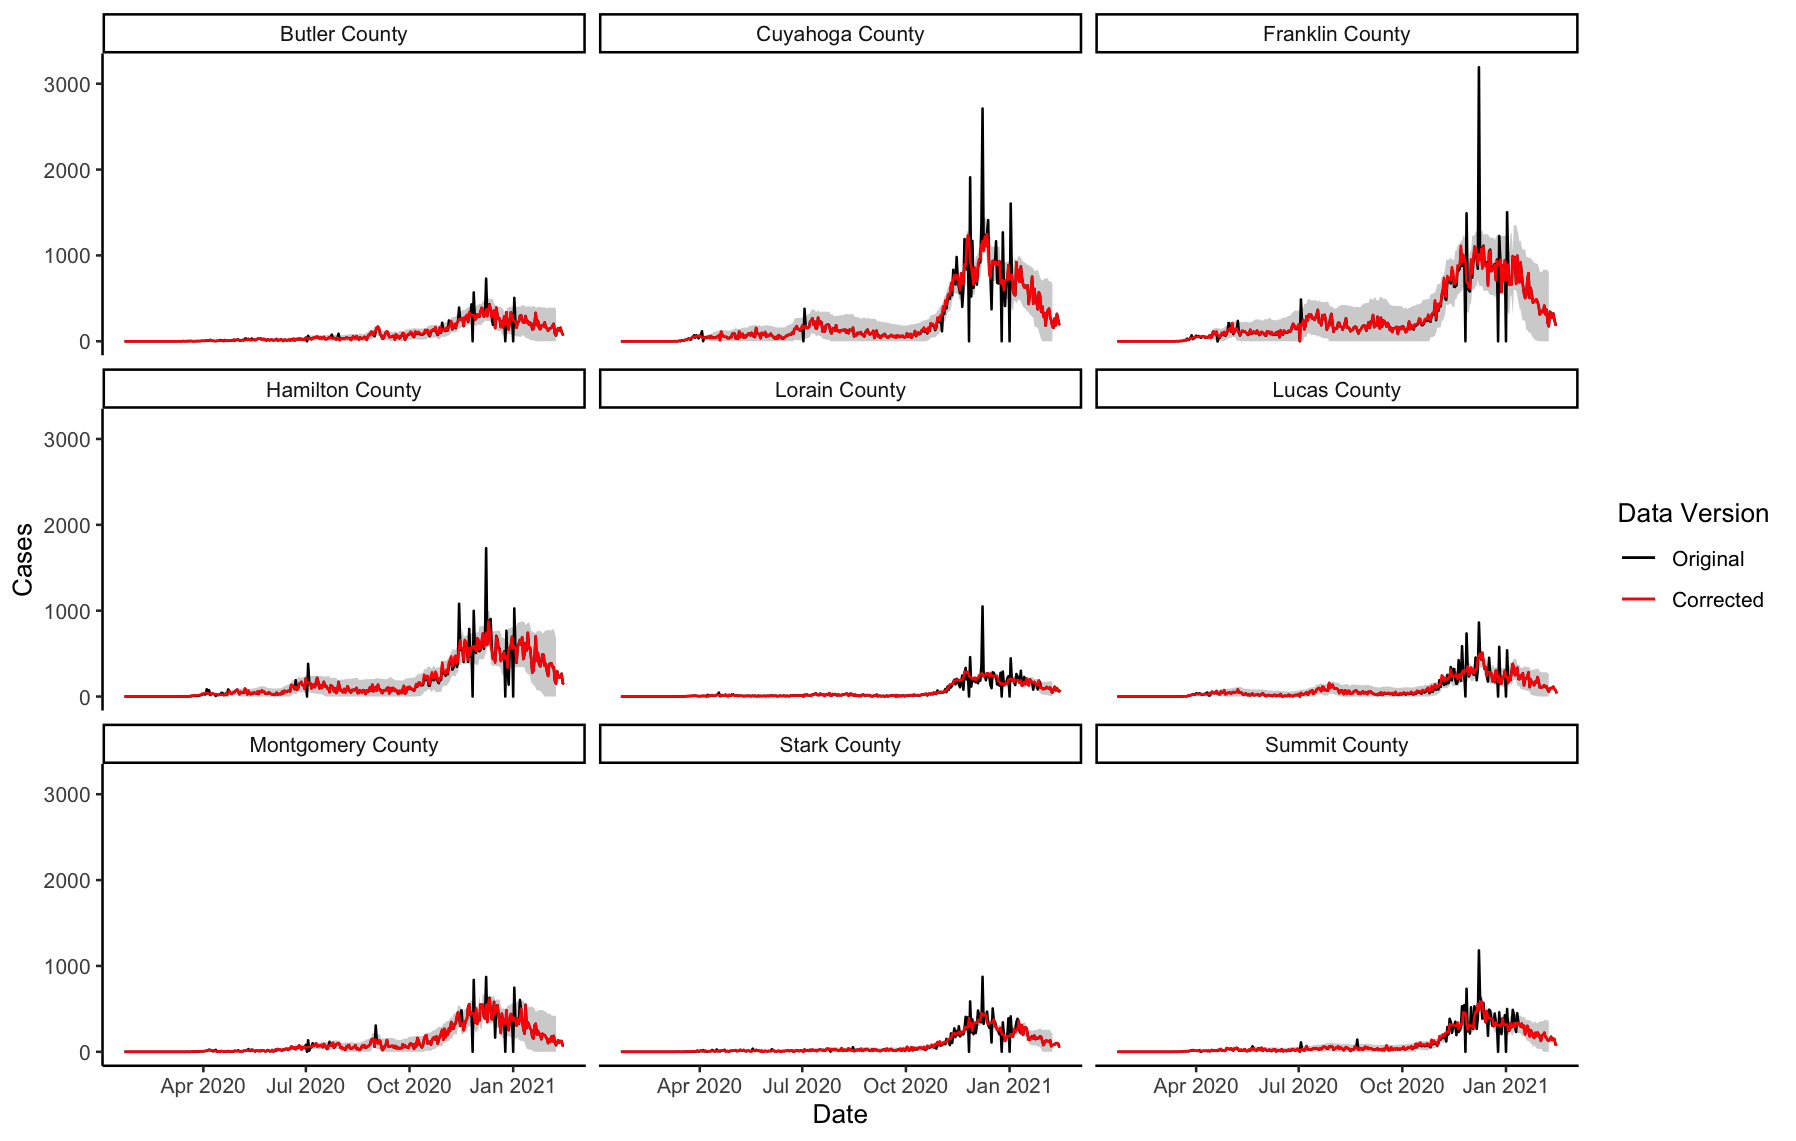 Butler County
Cuyahoga County
Franklin County
3000
2000
1000
0
Hamilton County
Lorain County
Lucas County
3000
2000
1000
0
Montgomery County
Stark County
Summit County
3000
2000
1000
0
Apr 2020 Jul 2020 Oct 2020 Jan 2021
Apr 2020 Jul 2020 Oct 2020 Jan 2021
Apr 2020 Jul 2020 Oct 2020 Jan 2021
Date
Cases
Data Version
Original
Corrected